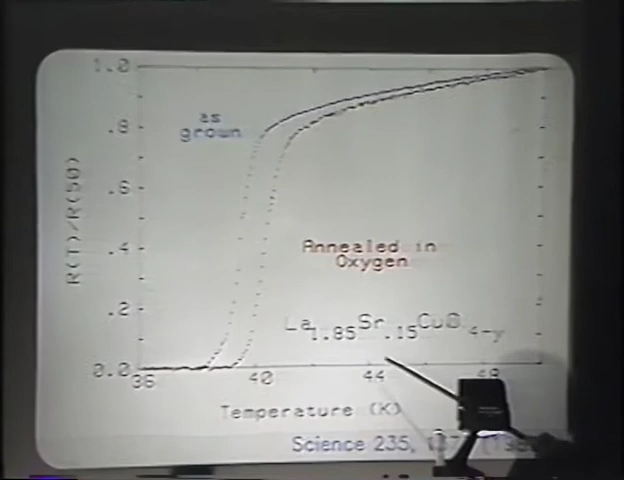 1.0
as
grown
.8
.6
R(T)/R(50)
.4
Annealed in
Oxygen
.2
La1.85Sr.15CuO4-y
0.0
36 40 44 48
Temperature (K)
Science 235,